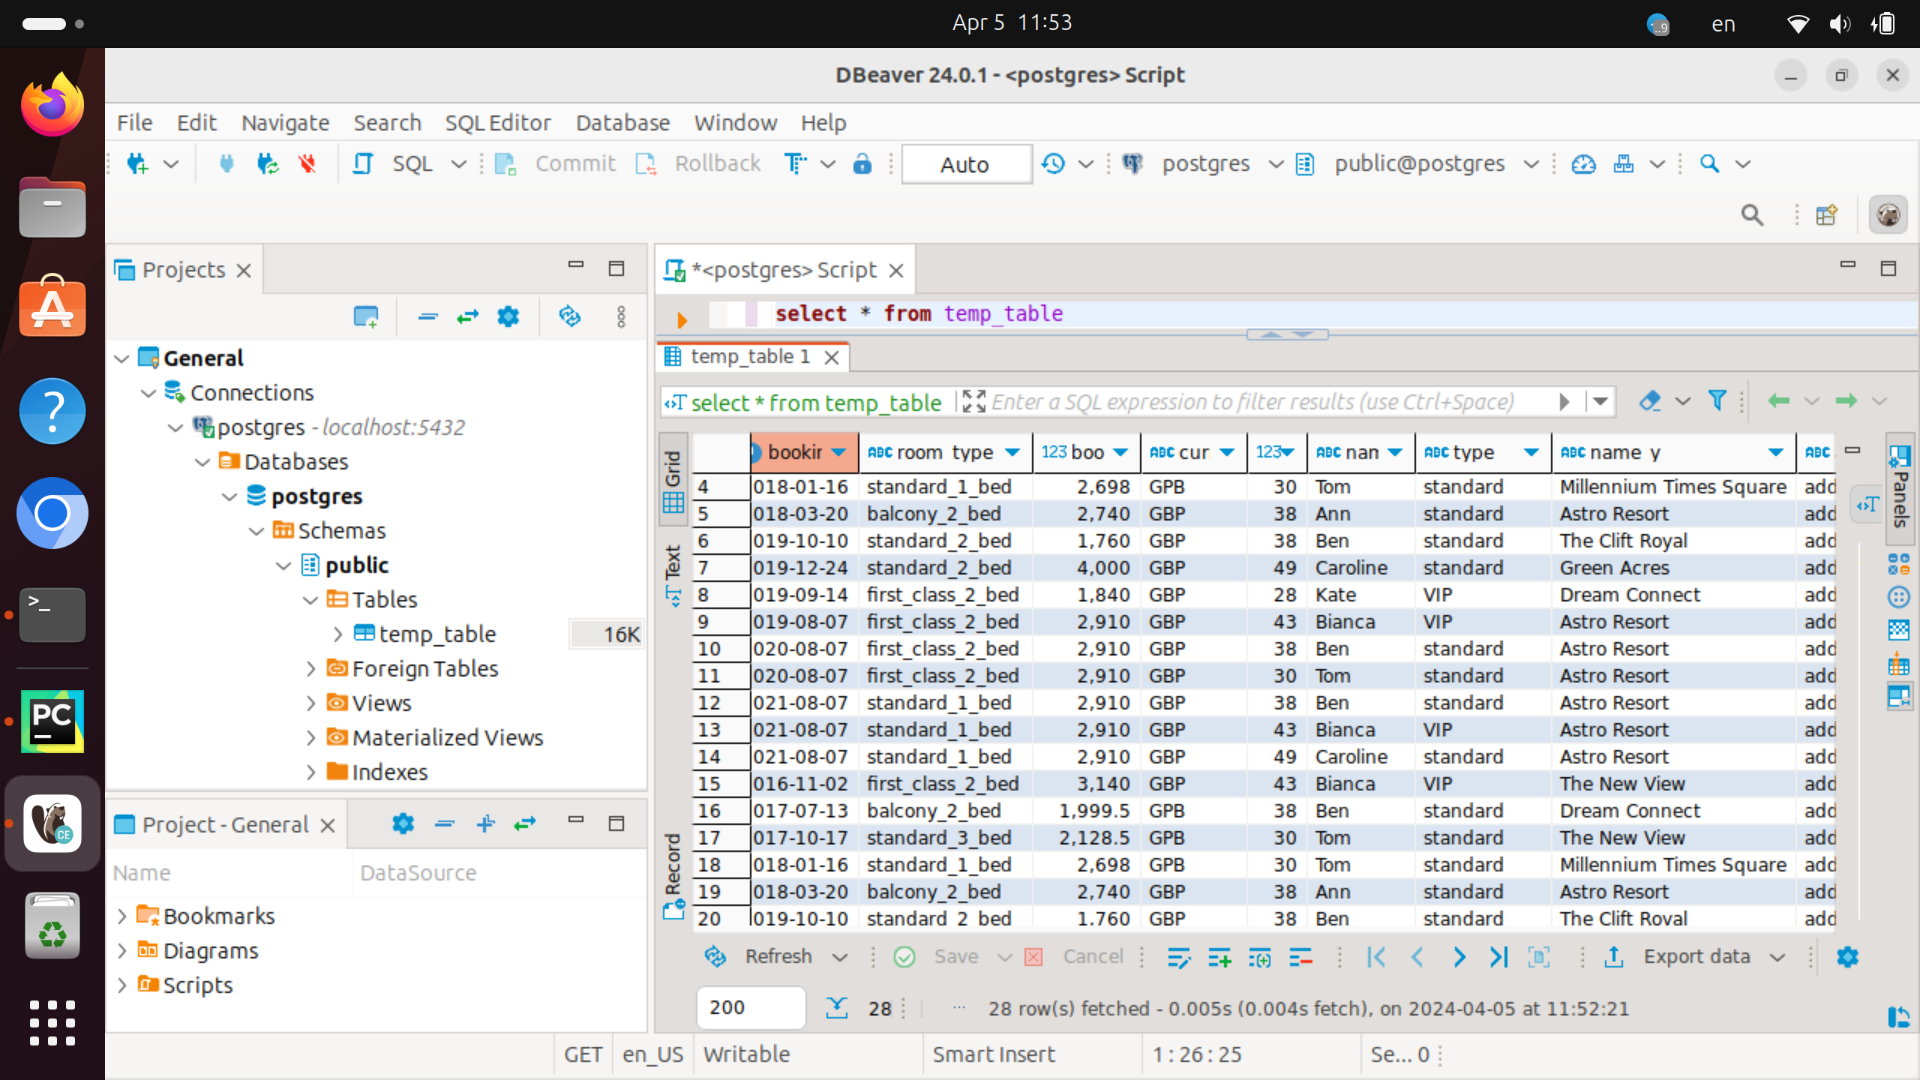 Apr 5 11:53
en
DBeaver 24.0.1 - <postgres> Script
File Edit Navigate Search SQL Editor Database Window Help
SQL Commit Rollback Auto postgres public@postgres
Projects
*<postgres> Script
select * from temp_table
temp_table 1
select * from temp_table Enter a SQL expression to filter results (use Ctrl+Space)
General
Connections
postgres - localhost:5432
Databases
postgres
Schemas
public
Tables
temp_table 16K
Foreign Tables
Views
Materialized Views
Indexes
Project - General
Name DataSource
Bookmarks
Diagrams
Scripts
Grid
Text
Record
Panels
bookir ABC room_type 123 boo ABC cur 123 ABC nan ABC type ABC name_y ABC
4 018-01-16 standard_1_bed 2,698 GPB 30 Tom standard Millennium Times Square add
5 018-03-20 balcony_2_bed 2,740 GBP 38 Ann standard Astro Resort add
6 019-10-10 standard_2_bed 1,760 GBP 38 Ben standard The Clift Royal add
7 019-12-24 standard_2_bed 4,000 GBP 49 Caroline standard Green Acres add
8 019-09-14 first_class_2_bed 1,840 GBP 28 Kate VIP Dream Connect add
9 019-08-07 first_class_2_bed 2,910 GBP 43 Bianca VIP Astro Resort add
10 020-08-07 first_class_2_bed 2,910 GBP 38 Ben standard Astro Resort add
11 020-08-07 first_class_2_bed 2,910 GBP 30 Tom standard Astro Resort add
12 021-08-07 standard_1_bed 2,910 GBP 38 Ben standard Astro Resort add
13 021-08-07 standard_1_bed 2,910 GBP 43 Bianca VIP Astro Resort add
14 021-08-07 standard_1_bed 2,910 GBP 49 Caroline standard Astro Resort add
15 016-11-02 first_class_2_bed 3,140 GBP 43 Bianca VIP The New View add
16 017-07-13 balcony_2_bed 1,999.5 GPB 38 Ben standard Dream Connect add
17 017-10-17 standard_3_bed 2,128.5 GPB 30 Tom standard The New View add
18 018-01-16 standard_1_bed 2,698 GPB 30 Tom standard Millennium Times Square add
19 018-03-20 balcony_2_bed 2,740 GBP 38 Ann standard Astro Resort add
20 019-10-10 standard_2_bed 1,760 GBP 38 Ben standard The Clift Royal add
Refresh Save Cancel Export data
200 28 ... 28 row(s) fetched - 0.005s (0.004s fetch), on 2024-04-05 at 11:52:21
GET en_US Writable Smart Insert 1 : 26 : 25 Se... 0